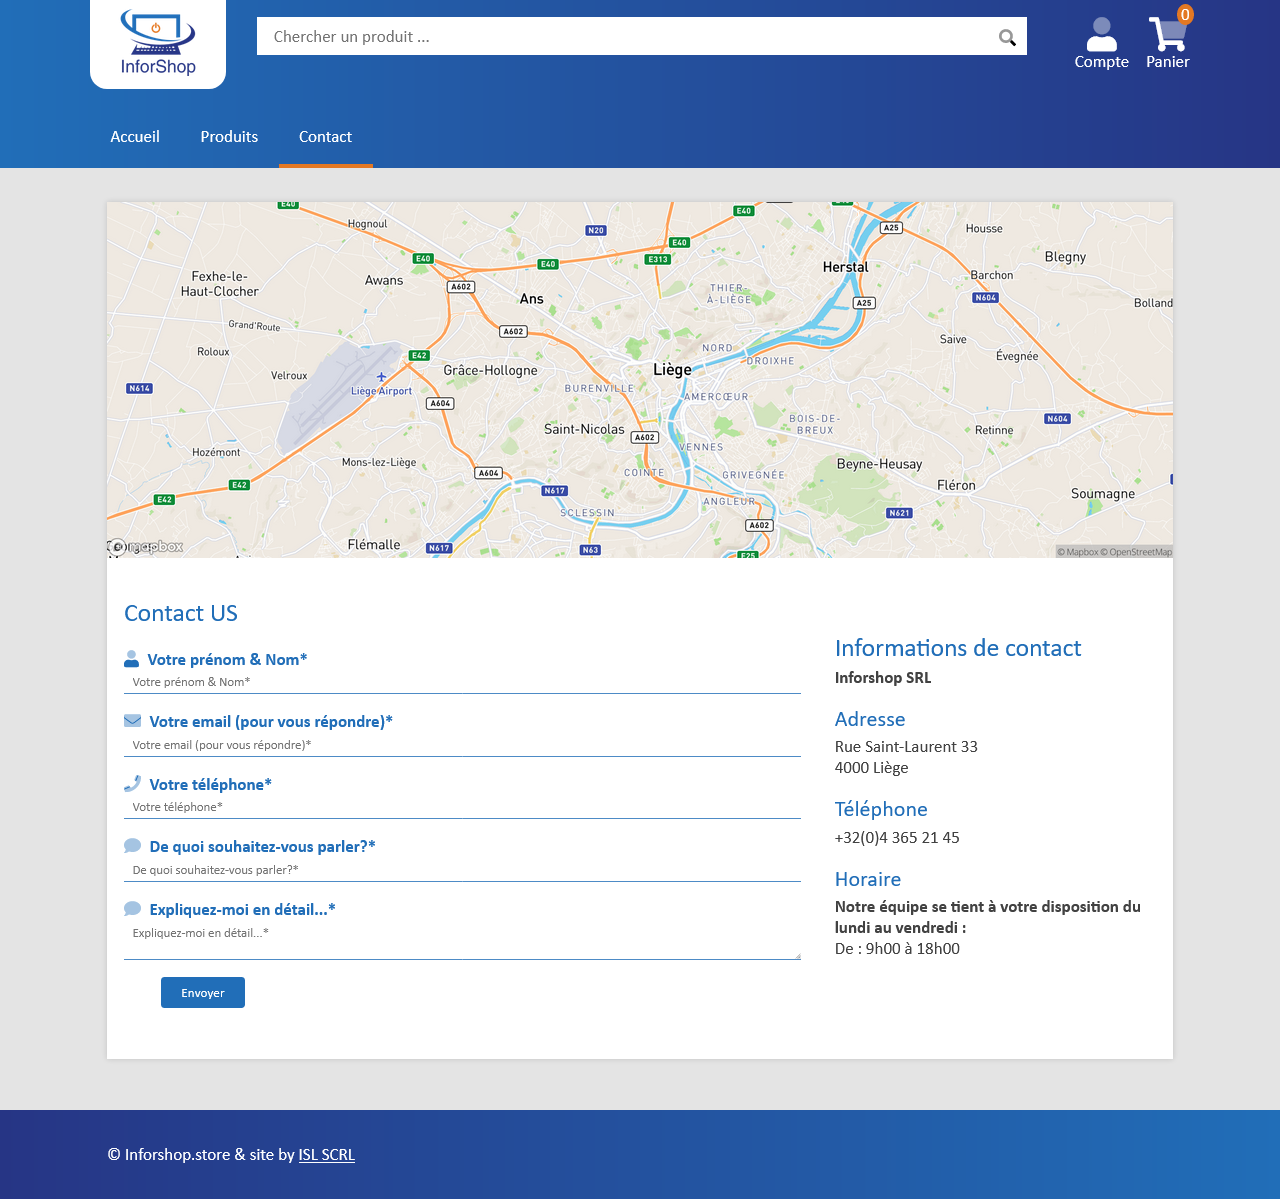 InforShop
Chercher un produit ...
0
Compte
Panier
Accueil
Produits
Contact
E40
Hognoul
N20
E40
E40
A25
Housse
E40
E40
E313
Herstal
Blegny
Fexhe-le-
Haut-Clocher
Awans
A602
Ans
THIER-
À-LIÈGE
Barchon
N604
A25
Bolland
Grand'Route
A602
Roloux
E42
NORD
DROIXHE
Saive
Évegnée
Velroux
Liège Airport
Grâce-Hollogne
Liège
N614
BURENVILLE
AMERCŒUR
A604
BOIS-DE-
BREUX
N604
Saint-Nicolas
A602
Retinne
VENNES
Hozémont
Mons-lez-Liège
A604
COINTE
GRIVEGNÉE
Beyne-Heusay
Fléron
E42
E42
N617
ANGLEUR
Soumagne
SCLESSIN
A602
N621
Flémalle
N617
N63
E25
mapbox
© Mapbox © OpenStreetMap
Contact US
Votre prénom & Nom*
Votre prénom & Nom*
Votre email (pour vous répondre)*
Votre email (pour vous répondre)*
Votre téléphone*
Votre téléphone*
De quoi souhaitez-vous parler?*
De quoi souhaitez-vous parler?*
Expliquez-moi en détail...*
Expliquez-moi en détail...*
Envoyer
Informations de contact
Inforshop SRL
Adresse
Rue Saint-Laurent 33
4000 Liège
Téléphone
+32(0)4 365 21 45
Horaire
Notre équipe se tient à votre disposition du
lundi au vendredi :
De : 9h00 à 18h00
© Inforshop.store & site by ISL SCRL